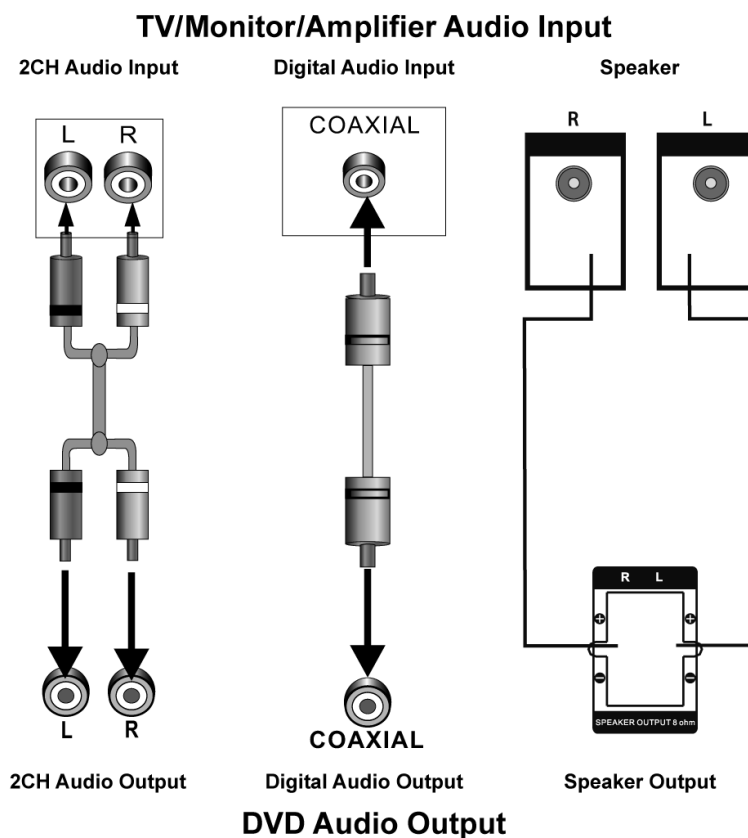 TV/Monitor/Amplifier Audio Input
2CH Audio Input
Digital Audio Input
Speaker
L R
COAXIAL
R
L
R L
+ +
− −
SPEAKER OUTPUT 8 ohm
L R
COAXIAL
2CH Audio Output
Digital Audio Output
Speaker Output
DVD Audio Output